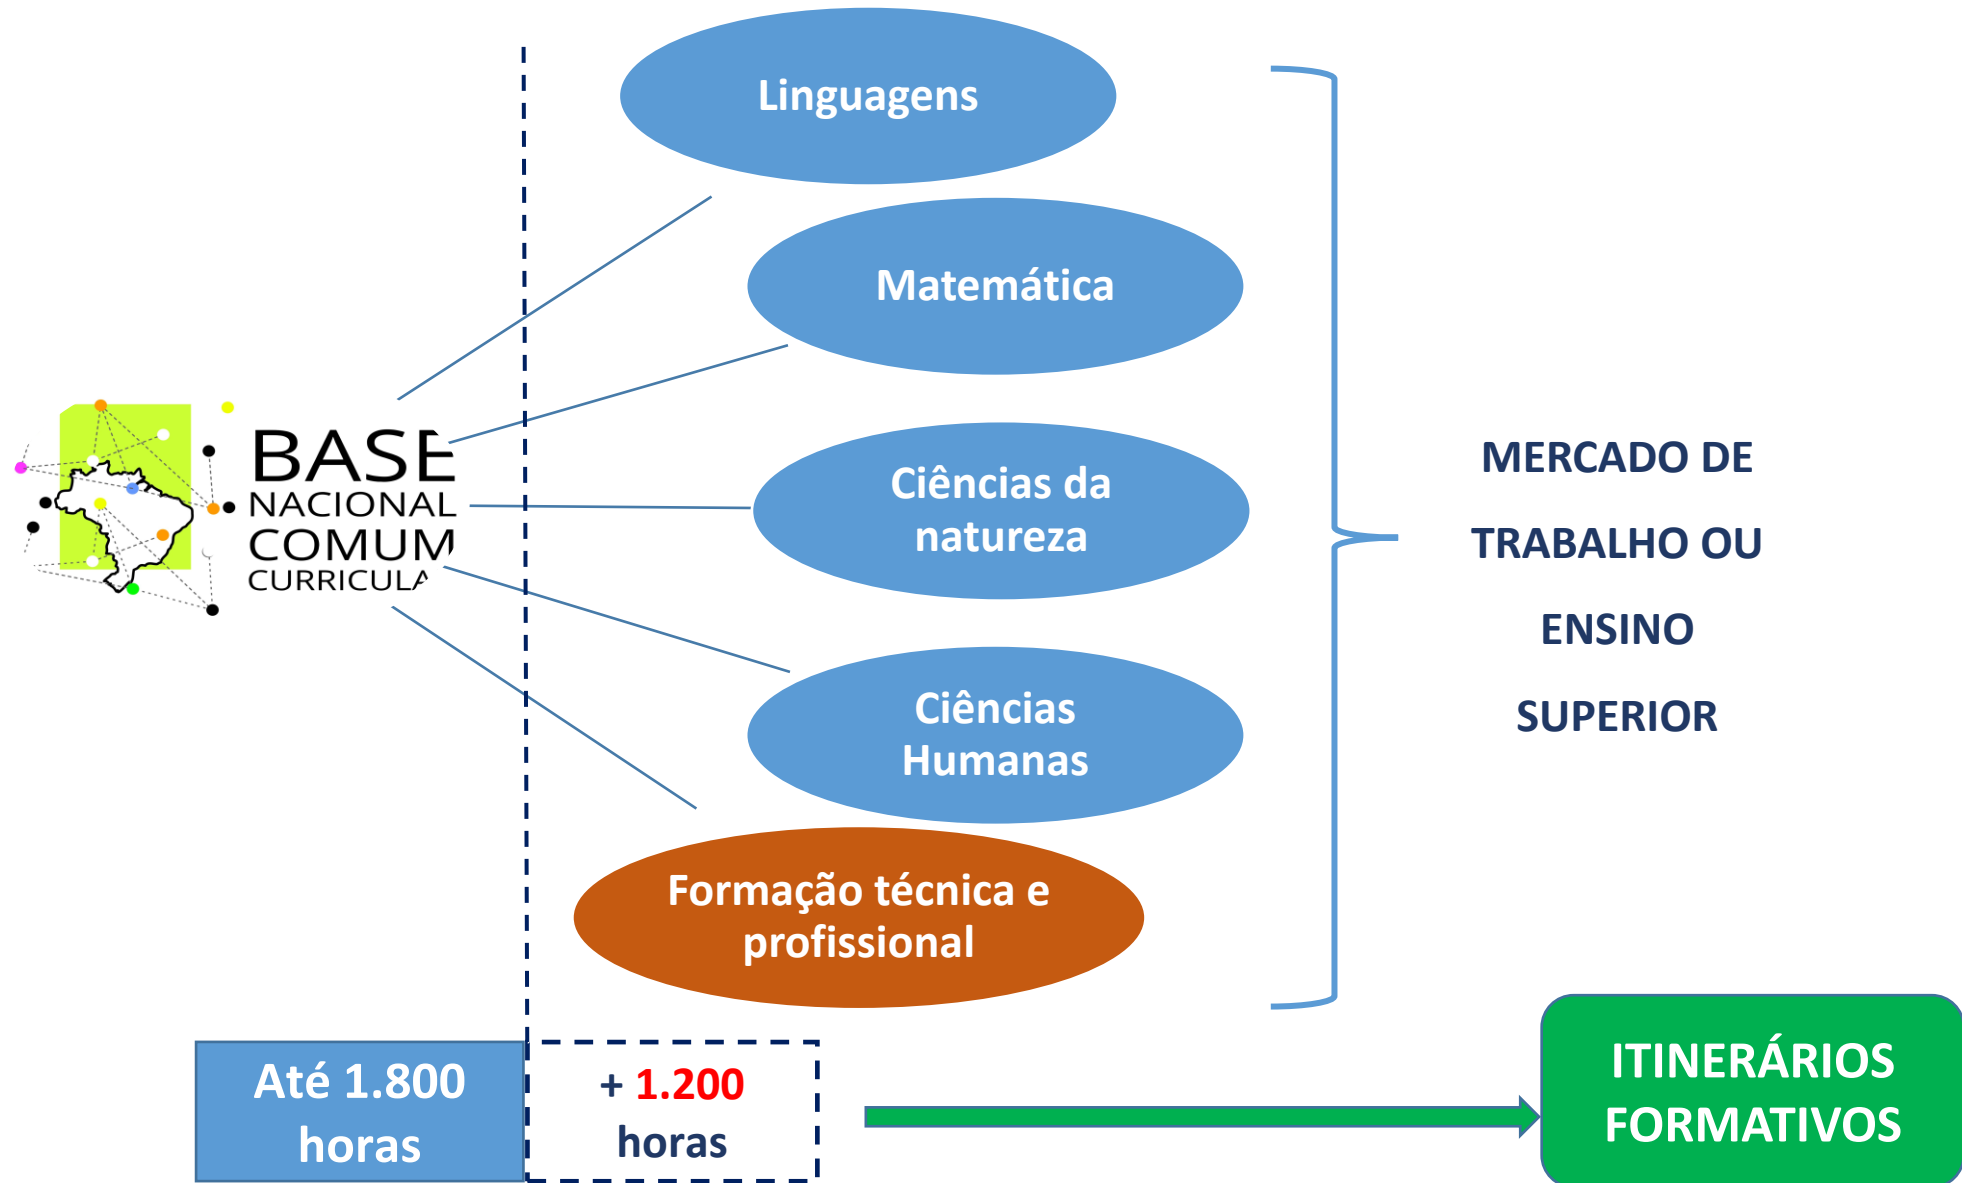 Linguagens
Matemática
Ciências da
natureza
Ciências
Humanas
Formação técnica e
profissional
BASE
NACIONAL
COMUM
CURRICULA
MERCADO DE
TRABALHO OU
ENSINO
SUPERIOR
Até 1.800
horas
+ 1.200
horas
ITINERÁRIOS
FORMATIVOS